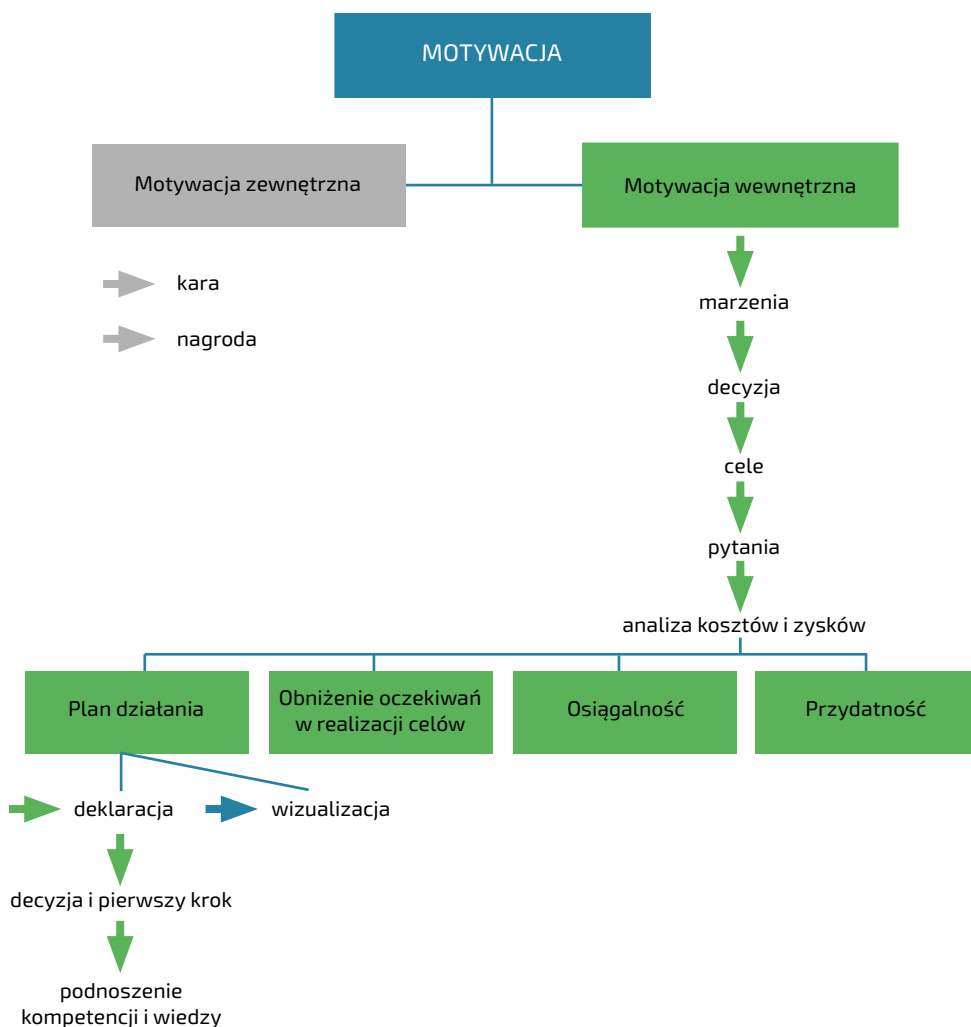 MOTYWACJA
Motywacja zewnętrzna
Motywacja wewnętrzna
kara
nagroda
marzenia
decyzja
cele
pytania
analiza kosztów i zysków
Plan działania
Obniżenie oczekiwań
w realizacji celów
Osiągalność
Przydatność
deklaracja
wizualizacja
decyzja i pierwszy krok
podnoszenie
kompetencji i wiedzy